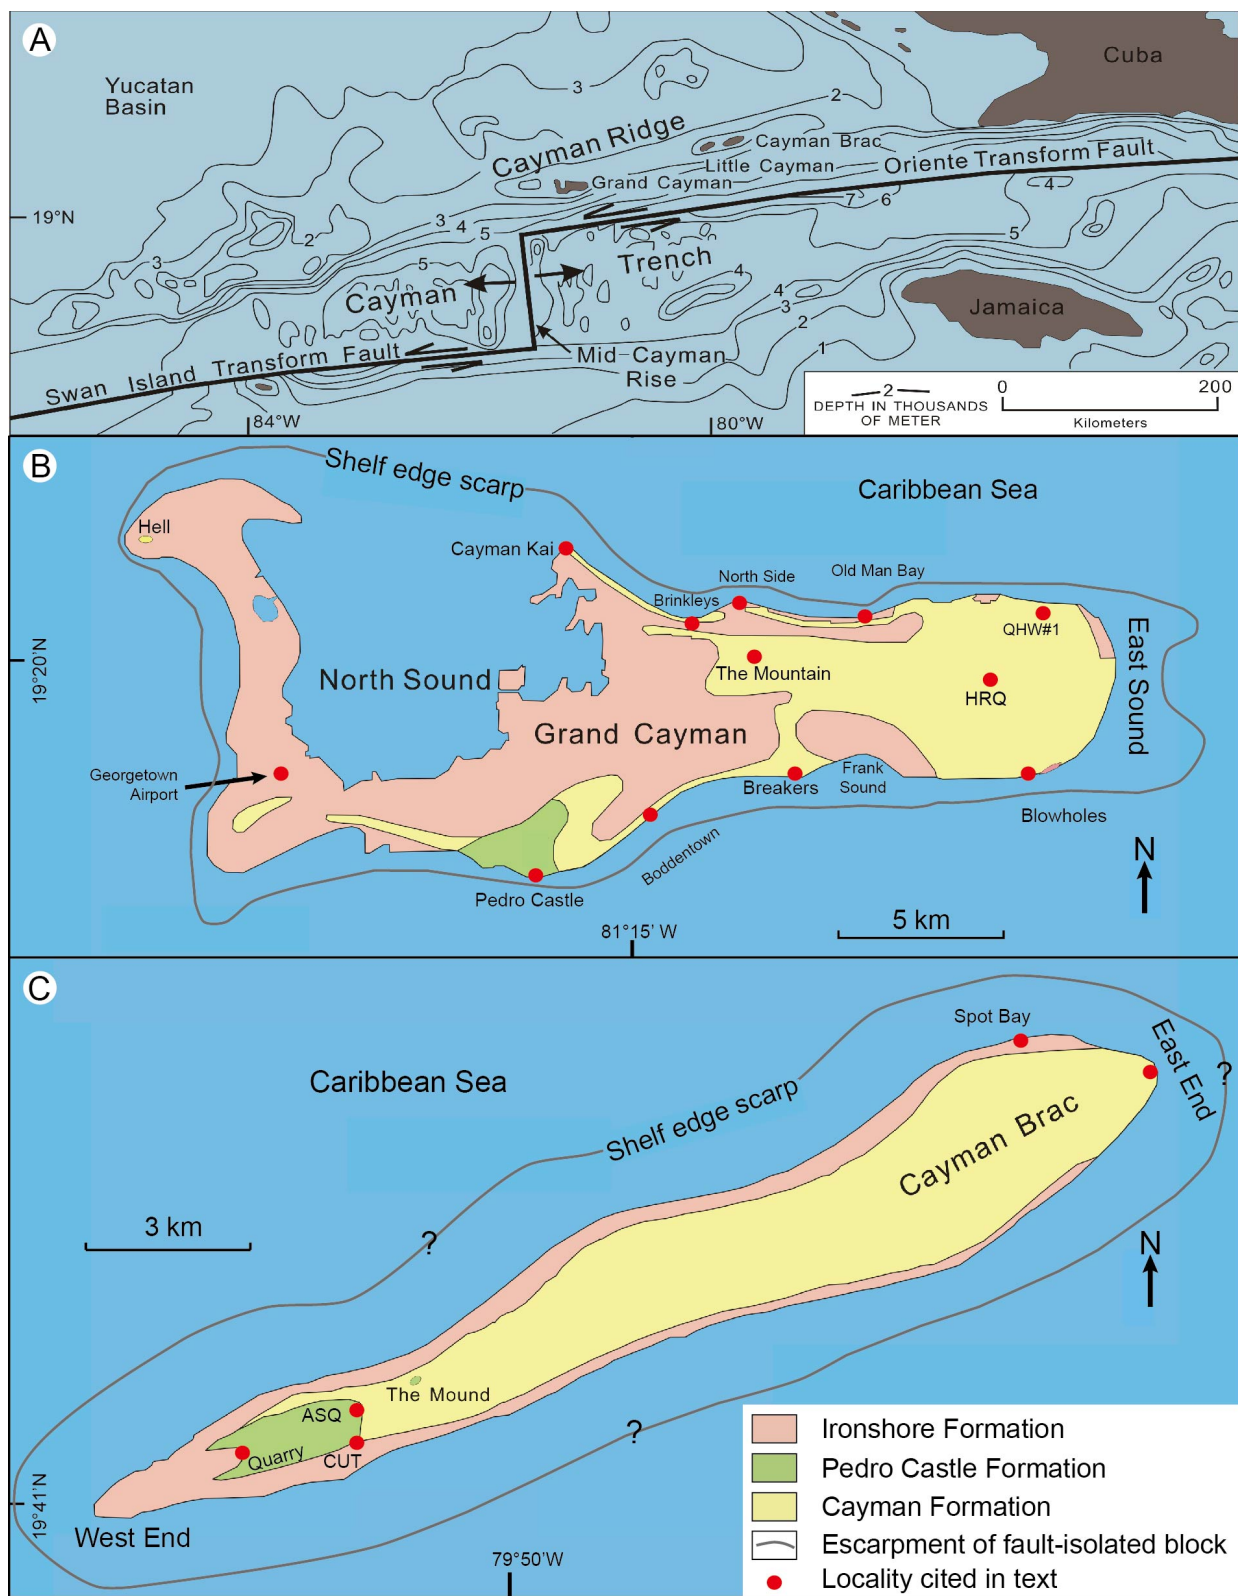 A
Yucatan
Basin
Cuba
3
2
Cayman Ridge
Cayman Brac
Little Cayman
Grand Cayman
Oriente Transform Fault
19°N
3
4
5
2
3
7
6
4
5
5
Cayman
Trench
4
4
3
2
1
Jamaica
Mid-Cayman
Rise
Swan Island Transform Fault
84°W
80°W
2
DEPTH IN THOUSANDS
OF METER
0
200
Kilometers
B
Shelf edge scarp
Caribbean Sea
Hell
Cayman Kai
North Side
Old Man Bay
Brinkleys
QHW#1
19°20'N
North Sound
The Mountain
HRQ
East Sound
Grand Cayman
Georgetown
Airport
Breakers
Frank
Sound
Blowholes
Boddentown
Pedro Castle
N
5 km
81°15' W
C
Spot Bay
East End
?
Caribbean Sea
Shelf edge scarp
Cayman Brac
3 km
?
N
The Mound
ASQ
Quarry
CUT
?
19°41'N
West End
79°50'W
Ironshore Formation
Pedro Castle Formation
Cayman Formation
Escarpment of fault-isolated block
Locality cited in text